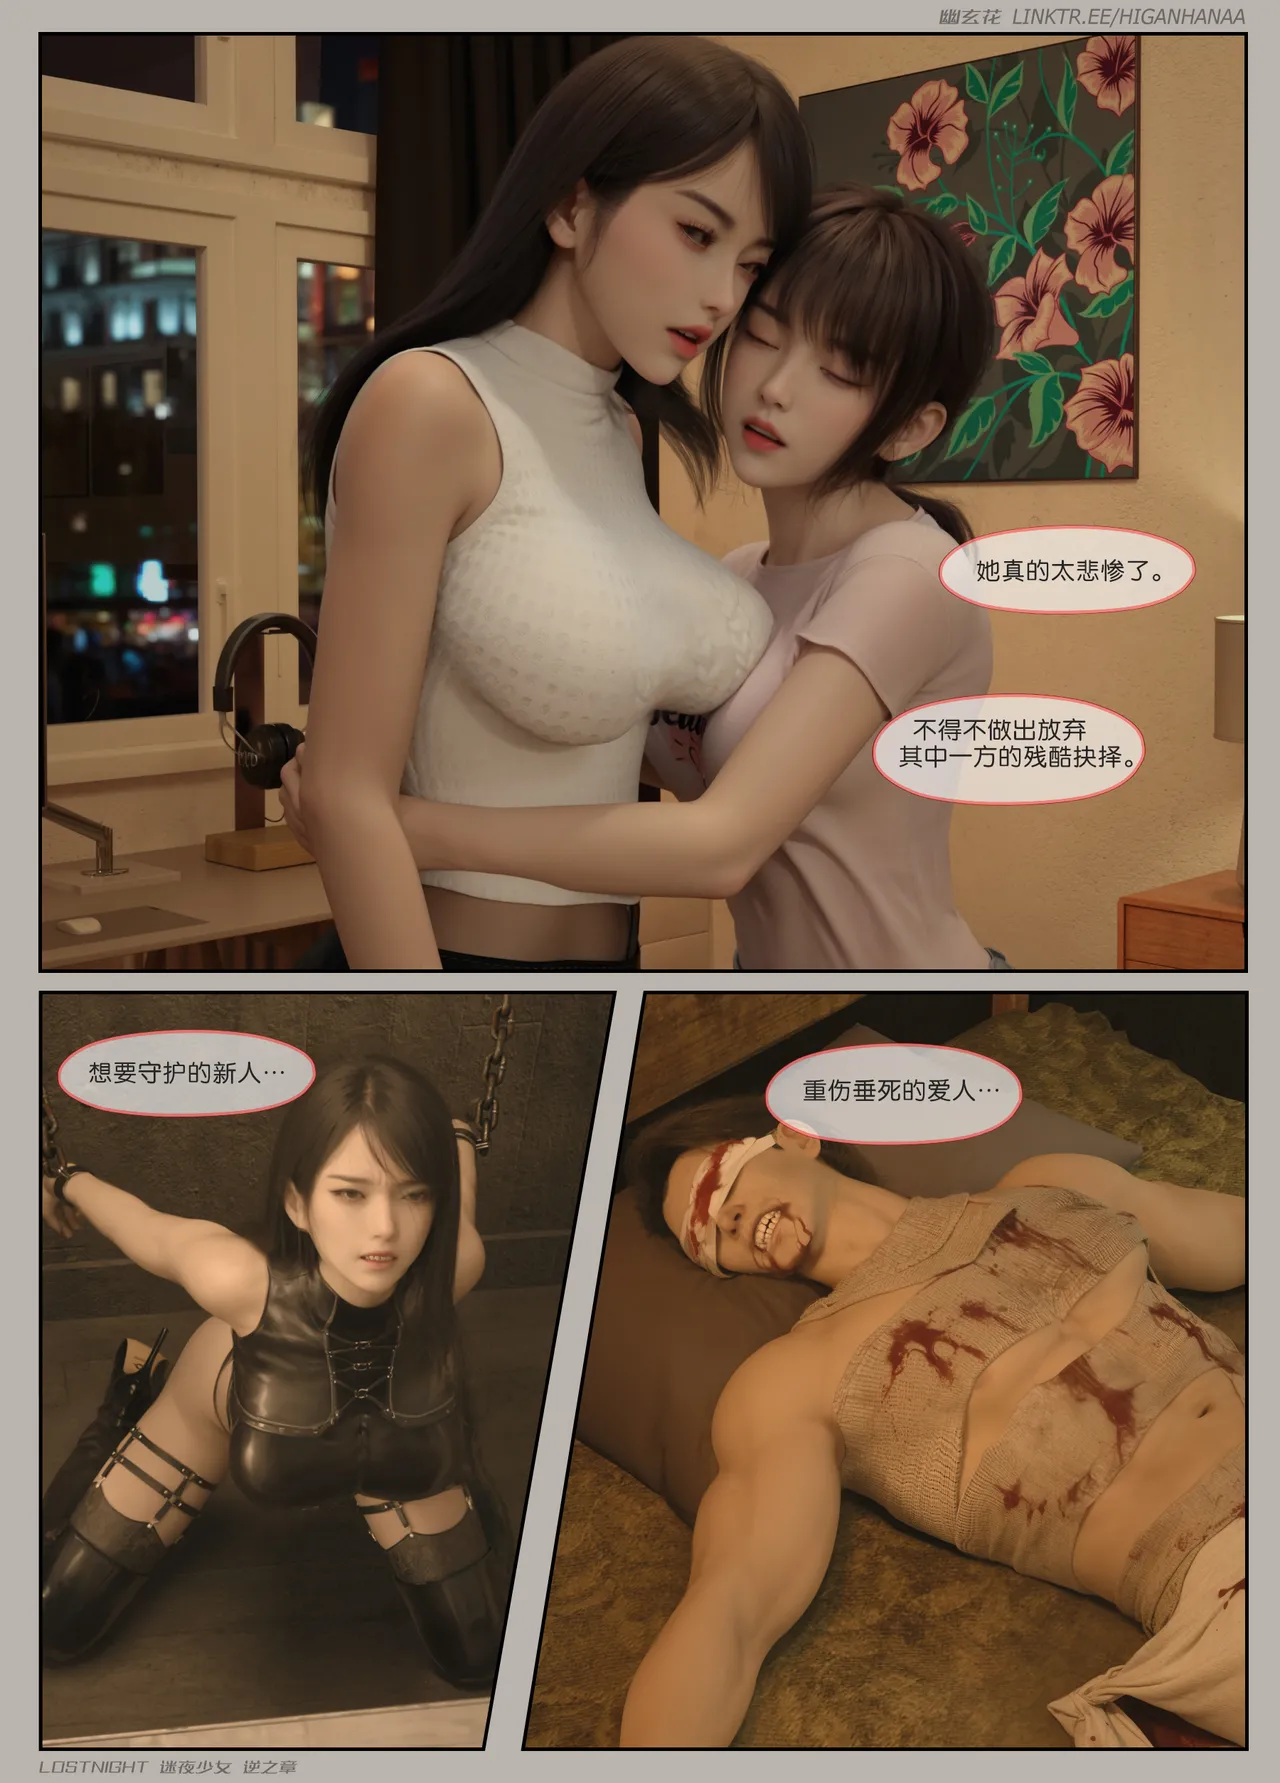 幽玄花 LINKTR.EE/HIGANHANAA
她真的太悲惨了。
不得不做出放弃
其中一方的残酷抉择。
想要守护的新人…
重伤垂死的爱人…
LOSTNIGHT 迷夜少女 逆之章